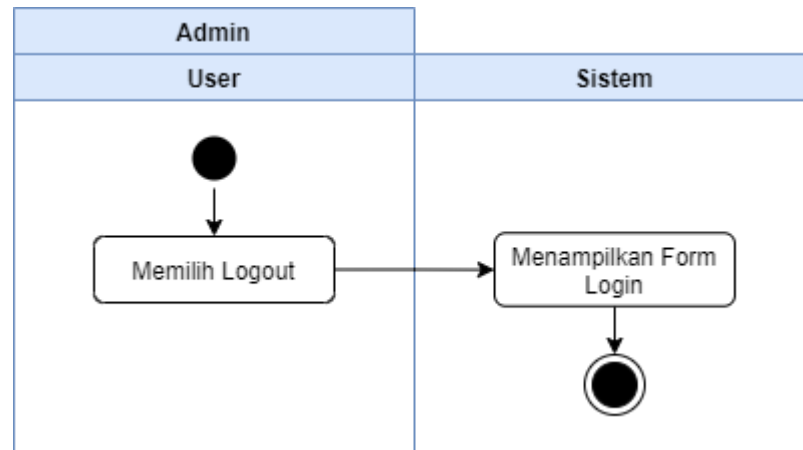 Admin
User
Sistem
Memilih Logout
Menampilkan Form
Login